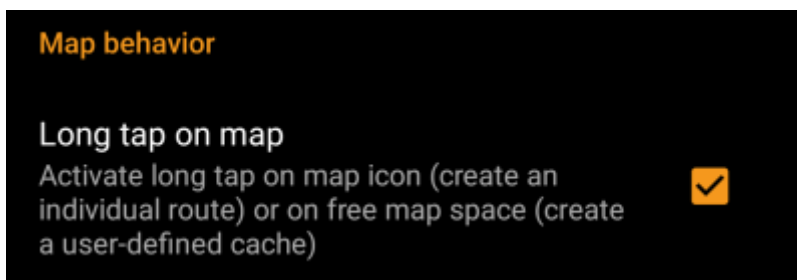 Map behavior
Long tap on map
Activate long tap on map icon (create an
individual route) or on free map space (create
a user-defined cache)